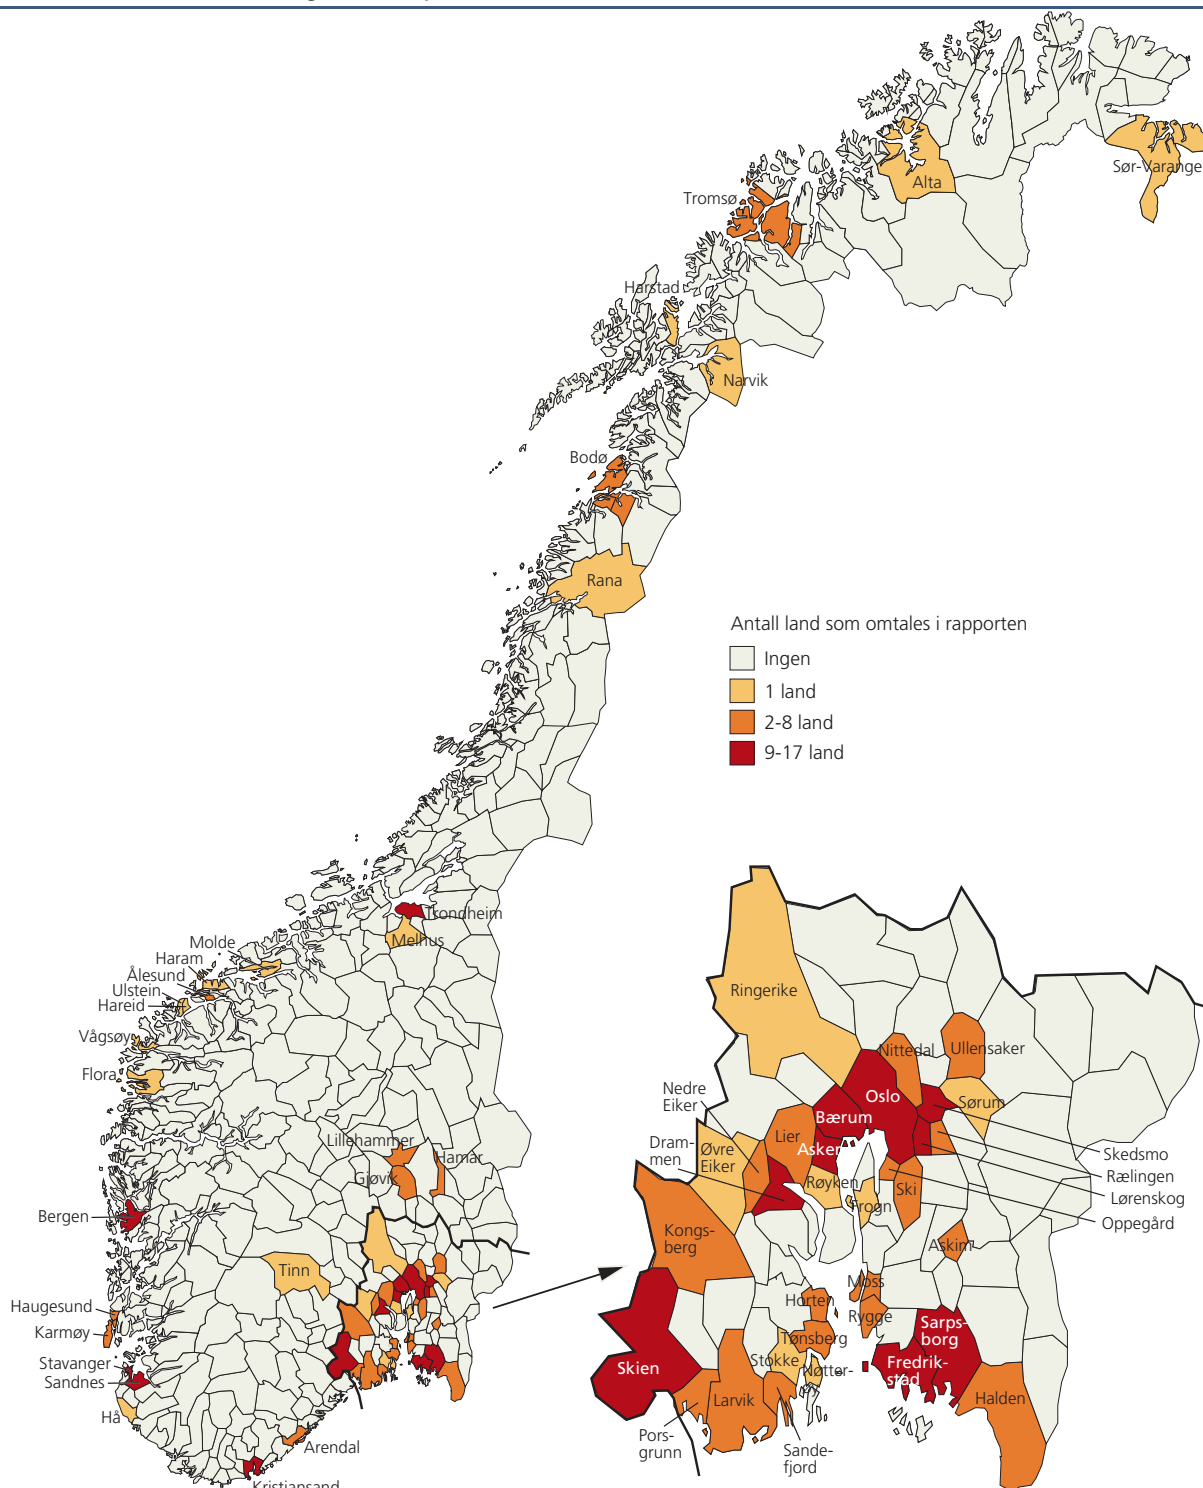 Sør-Varange
Alta
Tromsø
Harstad
Narvik
Bodø
Rana
Antall land som omtales i rapporten
Ingen
1 land
2-8 land
9-17 land
Trondheim
Melhus
Molde
Haram
Ålesund
Ulstein
Hareid
Vågsøy
Flora
Lillehammer
Hamar
Gjøvik
Bergen
Tinn
Haugesund
Karmøy
Stavanger
Sandnes
Hå
Arendal
Kristiansand
Ringerike
Nittedal
Ullensaker
Nedre
Eiker
Oslo
Sørum
Bærum
Lier
Asker
Dram-
men
Øvre
Eiker
Skedsmo
Rælingen
Lørenskog
Oppegård
Røyken
Ski
Frogn
Kongs-
berg
Askim
Moss
Horten
Rygge
Sarps-
borg
Tønsberg
Stokke
Nøtter-
Fredrik-
stad
Skien
Larvik
Halden
Pors-
grunn
Sande-
fjord